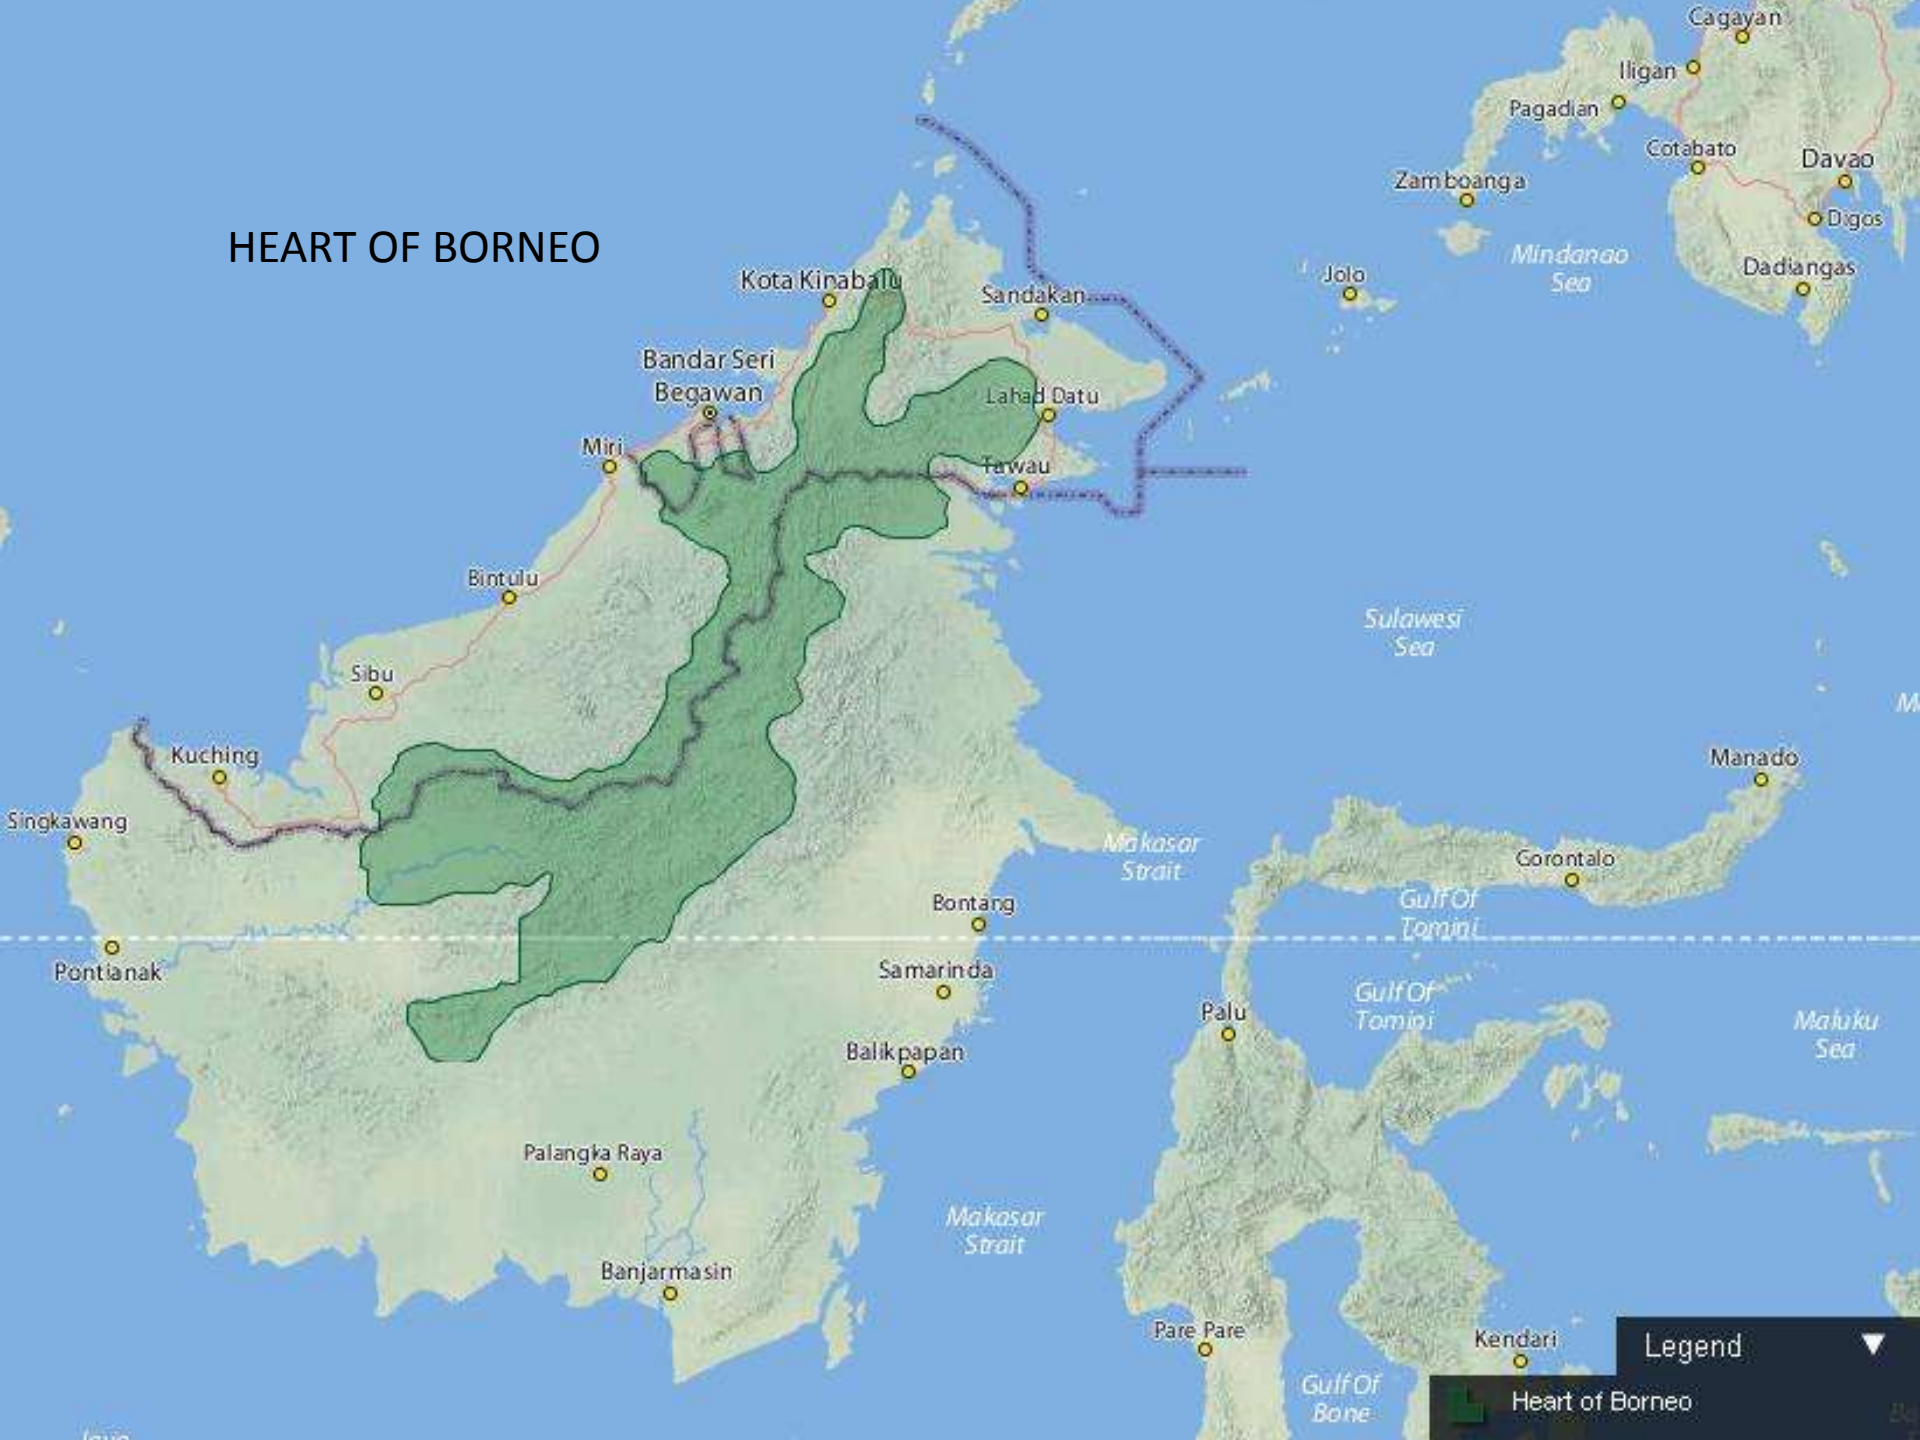 Cagayan
Iligan
Pagadian
Cotabato
Davao
Zamboanga
Digos
HEART OF BORNEO
Mindanao
Sea
Dadiangas
Jolo
Kota Kinabalu
Sandakan
Bandar Seri
Begawan
Lahad Datu
Miri
Tawau
Bintulu
Sulawesi
Sea
Sibu
Kuching
Manado
Singkawang
Makasar
Strait
Gorontalo
Bontang
Gulf Of
Tomini
Pontianak
Samarinda
Gulf Of
Tomini
Palu
Maluku
Sea
Balikpapan
Palangka Raya
Makasar
Strait
Banjarmasin
Pare Pare
Kendari
Legend
Gulf Of
Bone
Heart of Borneo